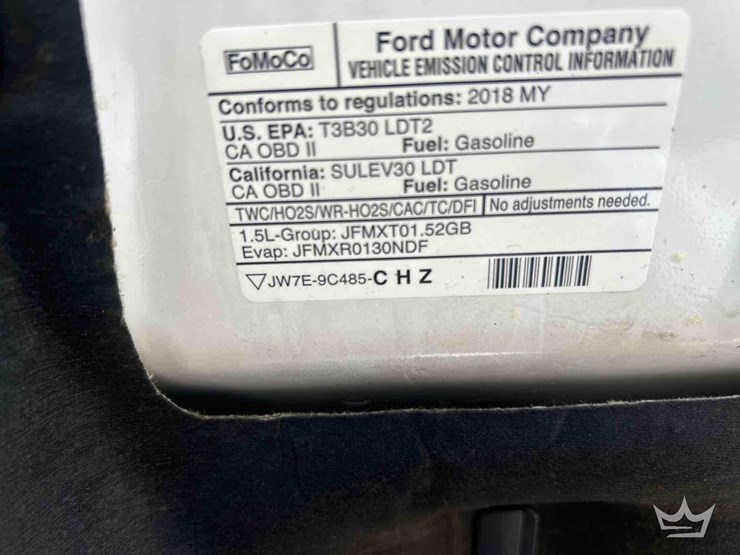 FoMoCo
Ford Motor Company
VEHICLE EMISSION CONTROL INFORMATION
Conforms to regulations: 2018 MY
U.S. EPA: T3B30 LDT2
CA OBD II Fuel: Gasoline
California: SULEV30 LDT
CA OBD II Fuel: Gasoline
TWC/HO2S/WR-HO2S/CAC/TC/DFI No adjustments needed.
1.5L-Group: JFMXT01.52GB
Evap: JFMXR0130NDF
JW7E-9C485-C H Z